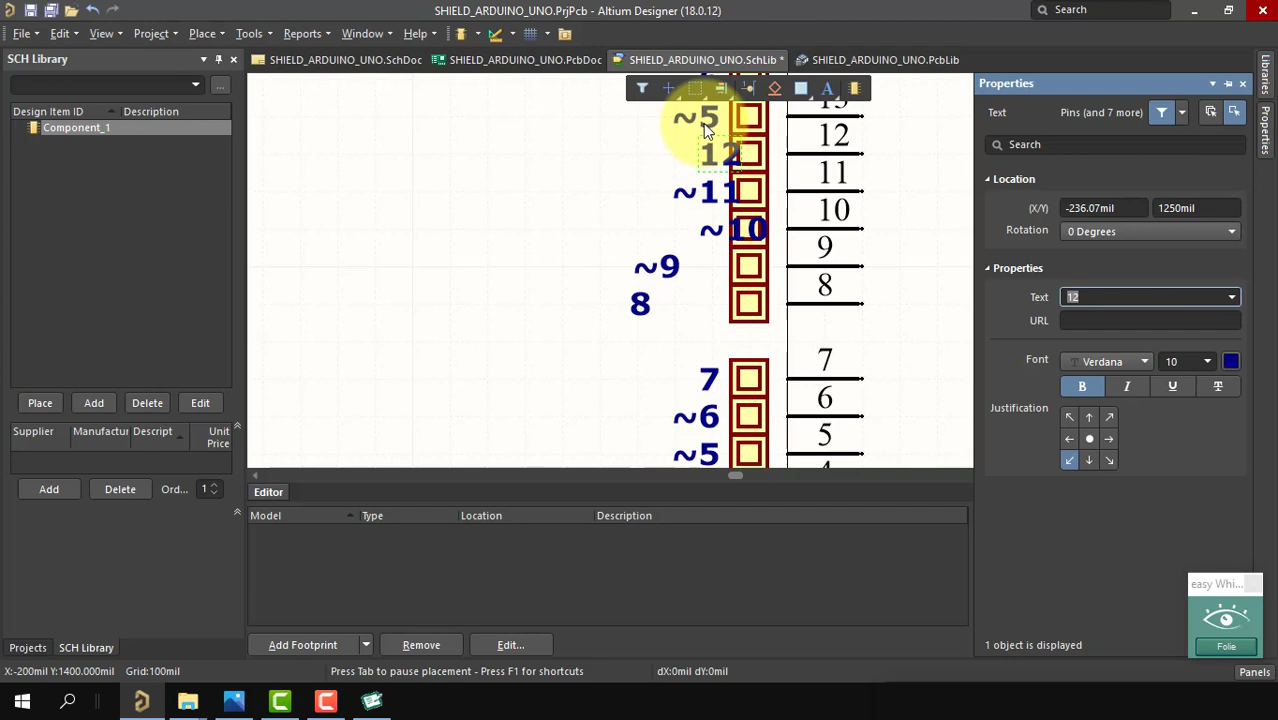 SHIELD_ARDUINO_UNO.PrjPcb - Altium Designer (18.0.12)
Search
File Edit View Project Place Tools Reports Window Help
SCH Library
SHIELD_ARDUINO_UNO.SchDoc
SHIELD_ARDUINO_UNO.PcbDoc
SHIELD_ARDUINO_UNO.SchLib *
SHIELD_ARDUINO_UNO.PcbLib
...
Design Item ID Description
Component_1
Place Add Delete Edit
Supplier Manufactur Descript Unit Price
Add Delete Ord... 1
Projects SCH Library
~5
12
~11
~10
~9
8
7
~6
~5
13
12
11
10
9
8
7
6
5
4
Editor
Model Type Location Description
Add Footprint Remove Edit...
Properties
Text Pins (and 7 more)
Search
Location
(X/Y) -236.07mil 1250mil
Rotation 0 Degrees
Properties
Text 12
URL
Font Verdana 10
B I U T
Justification
1 object is displayed
Libraries
Properties
easy Whi...
Folie
X:-200mil Y:1400.000mil Grid:100mil Press Tab to pause placement - Press F1 for shortcuts dX:0mil dY:0mil Panels